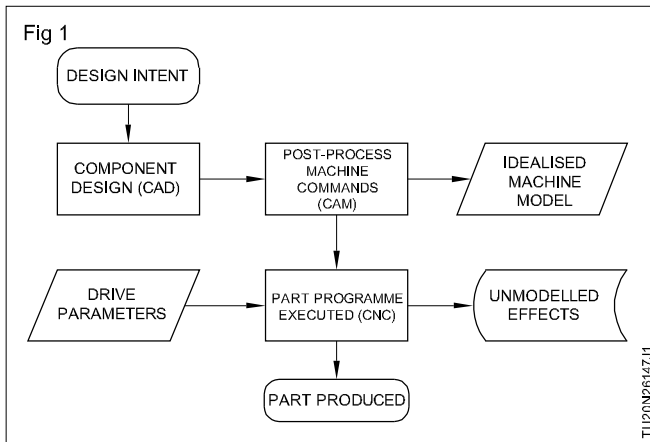 Fig 1
DESIGN INTENT
COMPONENT
DESIGN (CAD)
POST-PROCESS
MACHINE
COMMANDS
(CAM)
IDEALISED
MACHINE
MODEL
DRIVE
PARAMETERS
PART PROGRAMME
EXECUTED (CNC)
UNMODELLED
EFFECTS
PART PRODUCED
TU20N26147J1